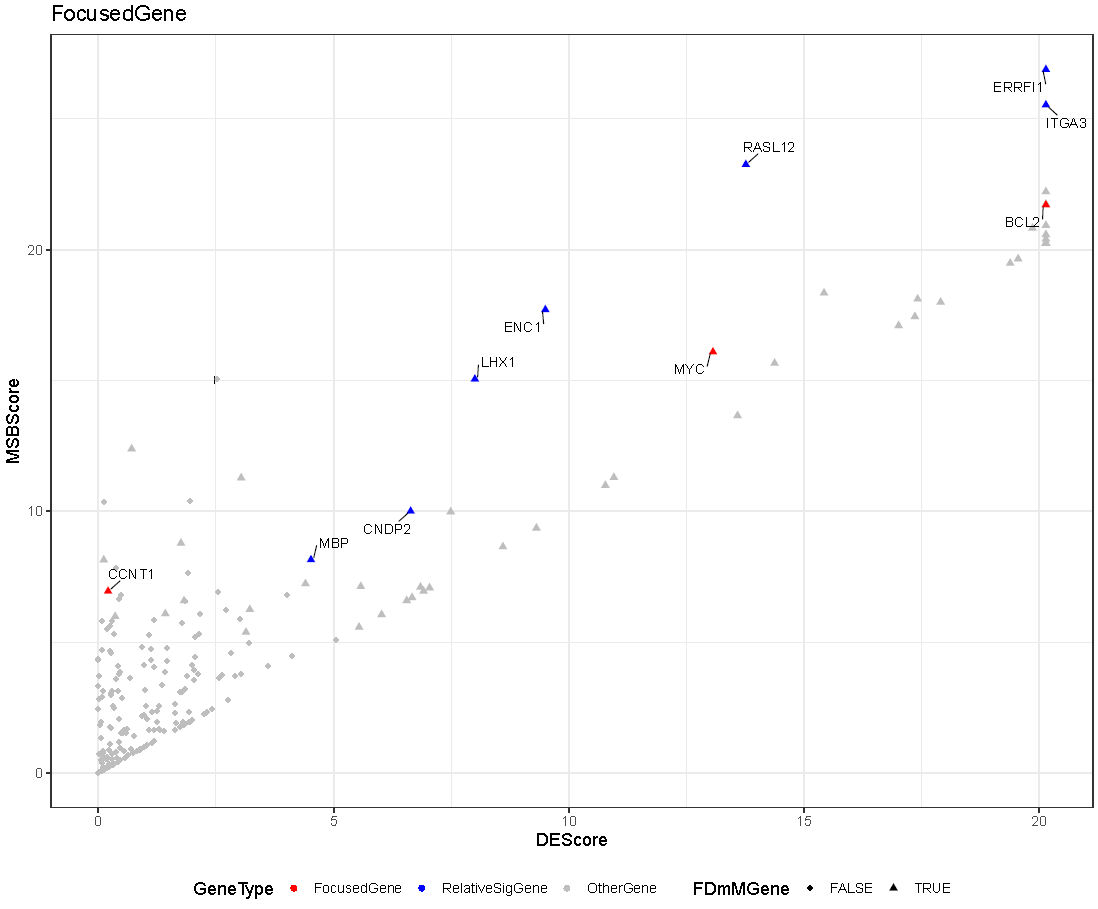 FocusedGene
ERRFI1
ITGA3
RASL12
BCL2
20
ENC1
LHX1
MYC
MSBScore
10
CNDP2
MBP
CCNT1
0
0 5 10 15 20
DEScore
GeneType FocusedGene RelativeSigGene OtherGene FDmMGene FALSE TRUE